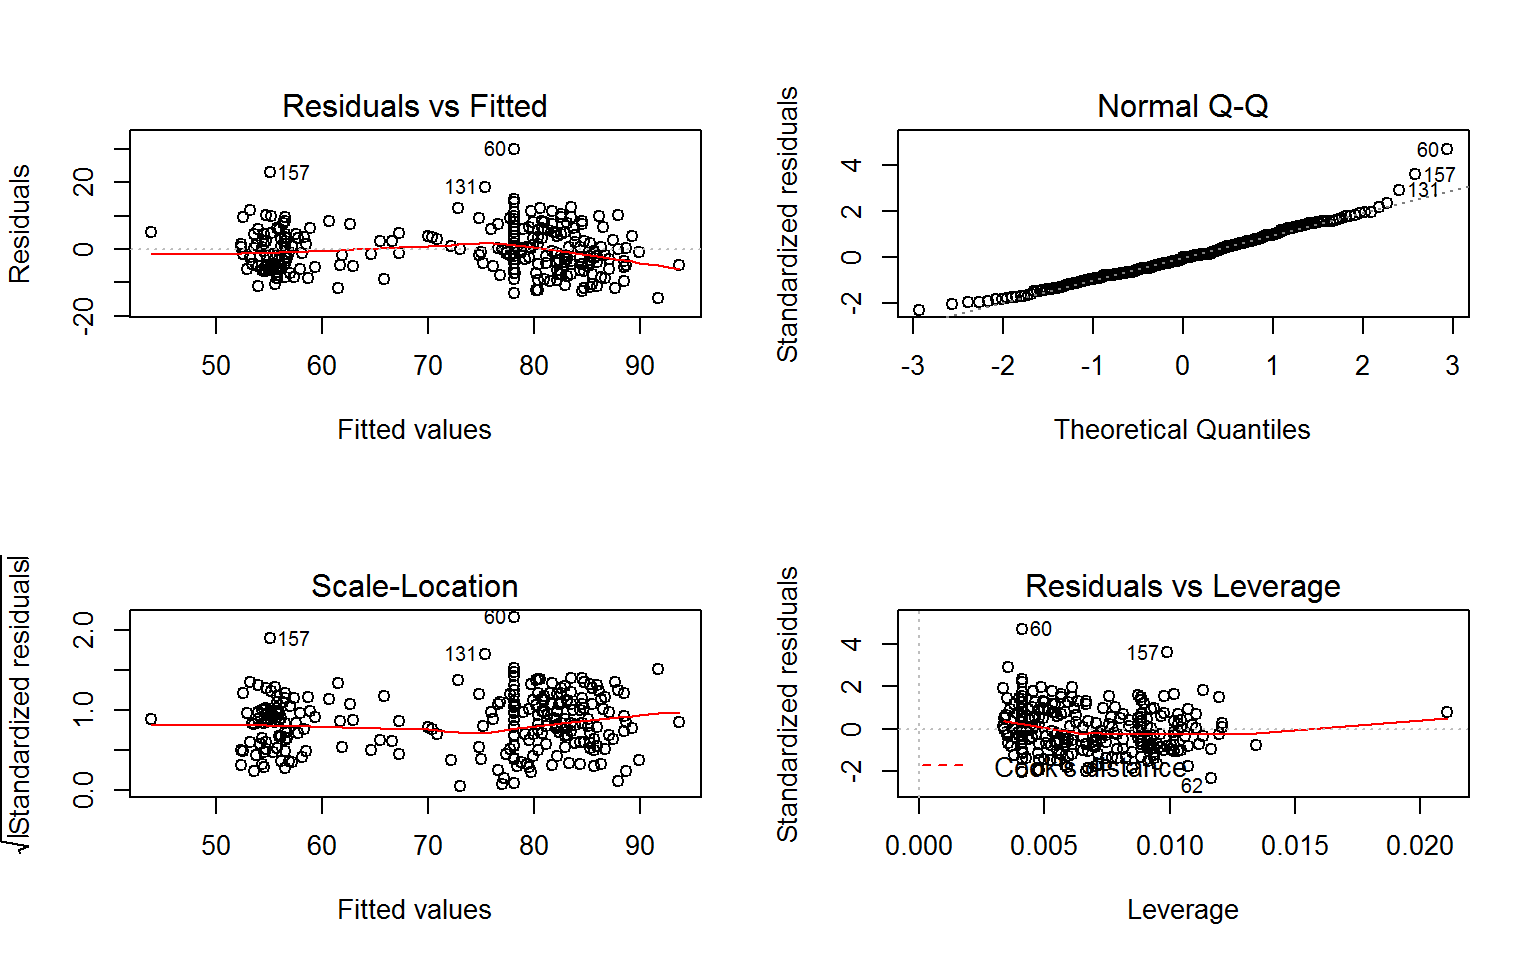 Residuals vs Fitted
Residuals
-20 0 20
60
157
131
50 60 70 80 90
Fitted values
Normal Q-Q
Standardized residuals
-2 0 2 4
60
157
131
-3 -2 -1 0 1 2 3
Theoretical Quantiles
Scale-Location
√|Standardized residuals|
0.0 1.0 2.0
60
157
131
50 60 70 80 90
Fitted values
Residuals vs Leverage
Standardized residuals
-2 0 2 4
60
157
Cook's distance
62
0.000 0.005 0.010 0.015 0.020
Leverage